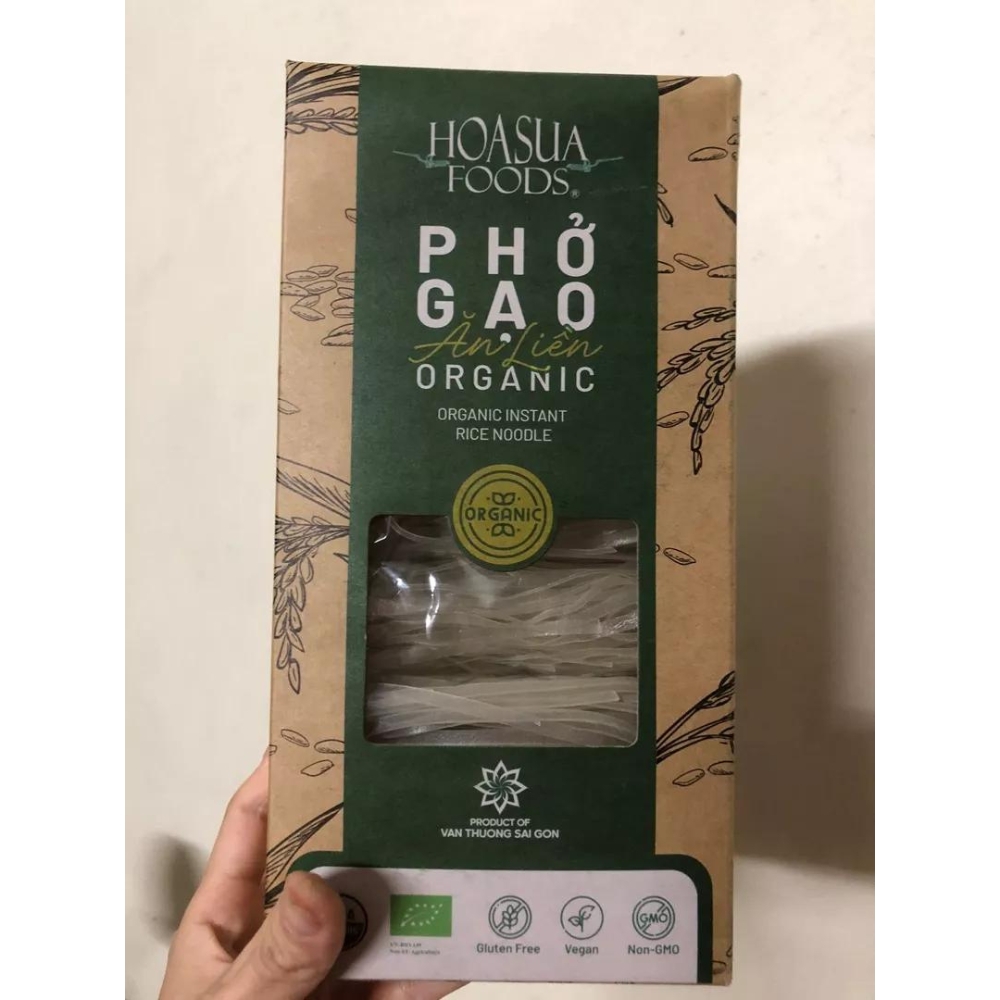 HOASUA
FOODS®
PHỞ
GẠO
Ăn Liền
ORGANIC
ORGANIC INSTANT
RICE NOODLE
ORGANIC
PRODUCT OF
VAN THUONG SAI GON
Gluten Free
Vegan
GMO
Non-GMO